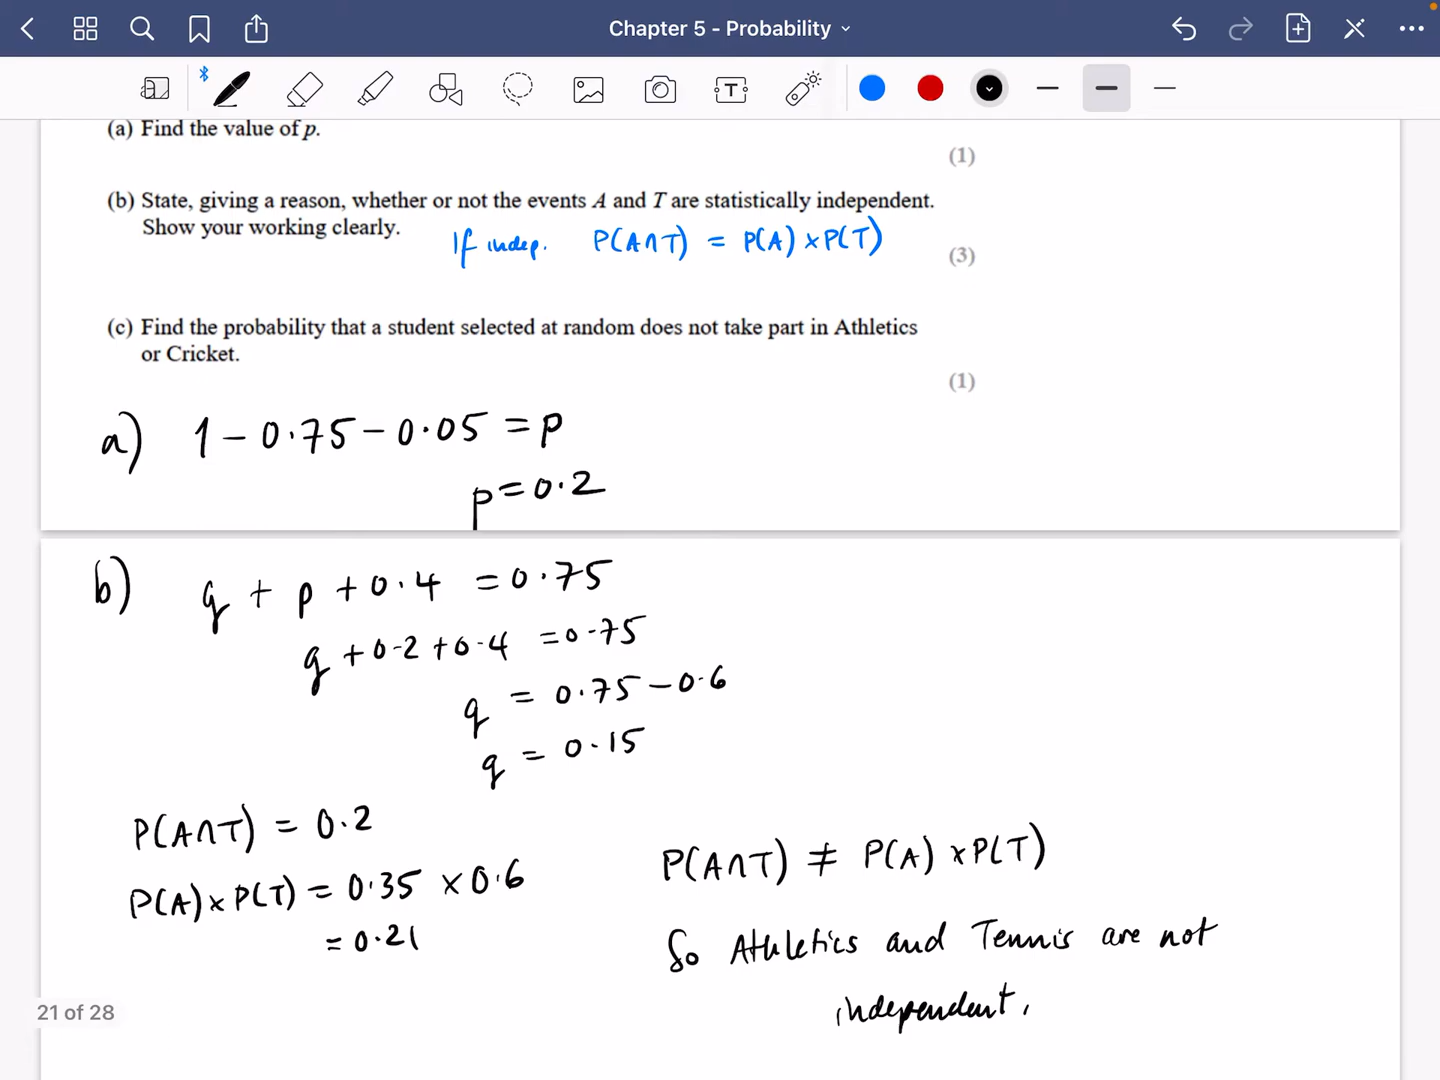 Chapter 5 - Probability
T
(a) Find the value of p.
(1)
(b) State, giving a reason, whether or not the events A and T are statistically independent.
Show your working clearly.
If indep. P(A∩T) = P(A) × P(T)
(3)
(c) Find the probability that a student selected at random does not take part in Athletics
or Cricket.
(1)
a) 1 - 0.75 - 0.05 = p
p = 0.2
b) q + p + 0.4 = 0.75
q + 0.2 + 0.4 = 0.75
q = 0.75 - 0.6
q = 0.15
P(A∩T) = 0.2
P(A) × P(T) = 0.35 × 0.6
= 0.21
P(A∩T) ≠ P(A) × P(T)
So Athletics and Tennis are not
independent.
21 of 28